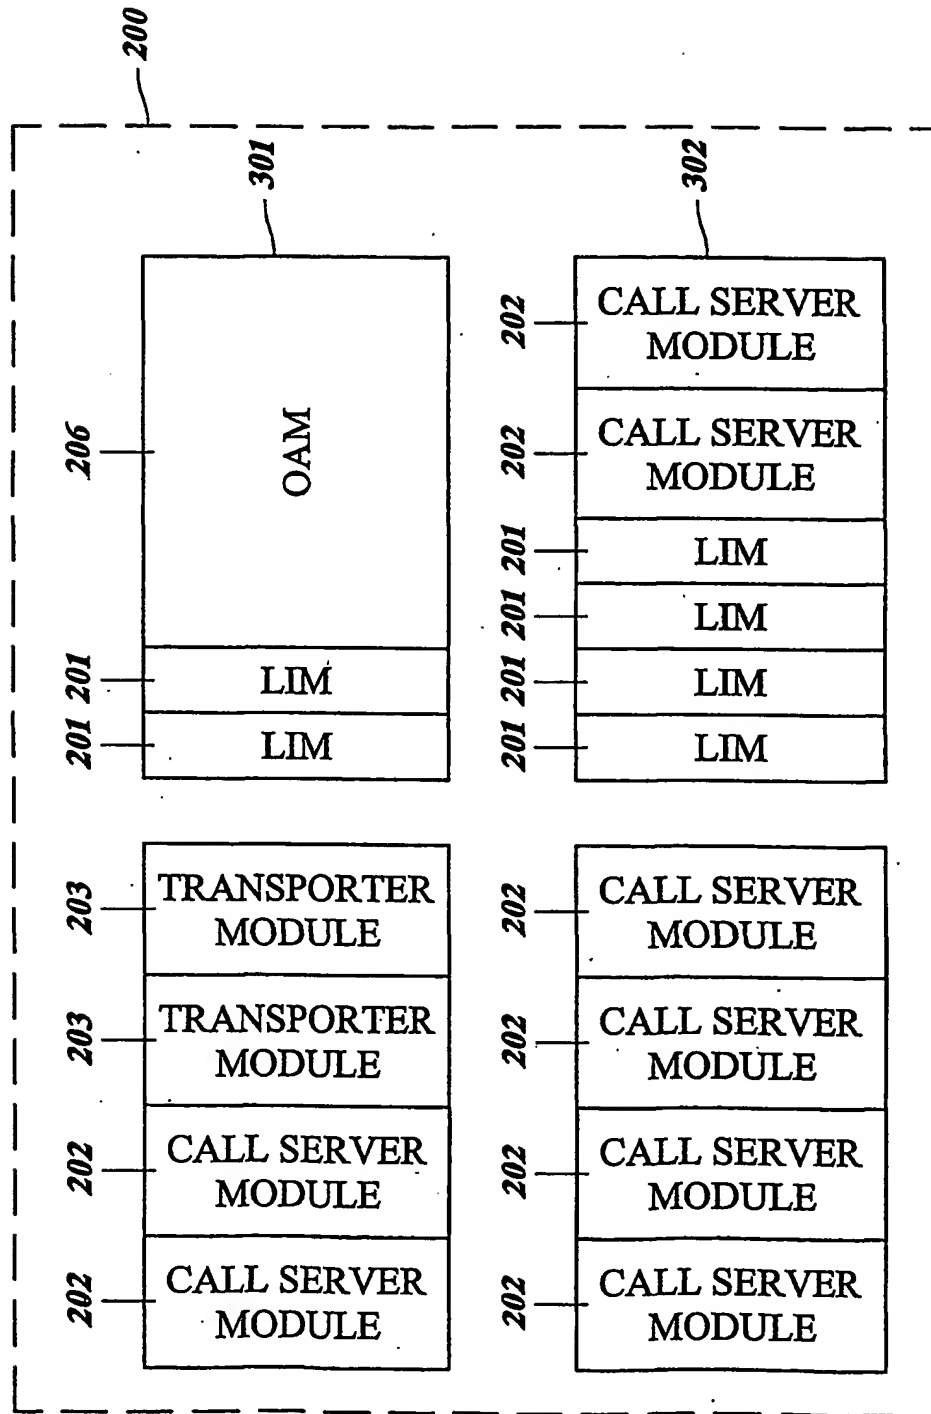 200
301
302
206
OAM
201
LIM
201
LIM
202
CALL SERVER
MODULE
202
CALL SERVER
MODULE
201
LIM
201
LIM
201
LIM
201
LIM
203
TRANSPORTER
MODULE
203
TRANSPORTER
MODULE
202
CALL SERVER
MODULE
202
CALL SERVER
MODULE
202
CALL SERVER
MODULE
202
CALL SERVER
MODULE
202
CALL SERVER
MODULE
202
CALL SERVER
MODULE